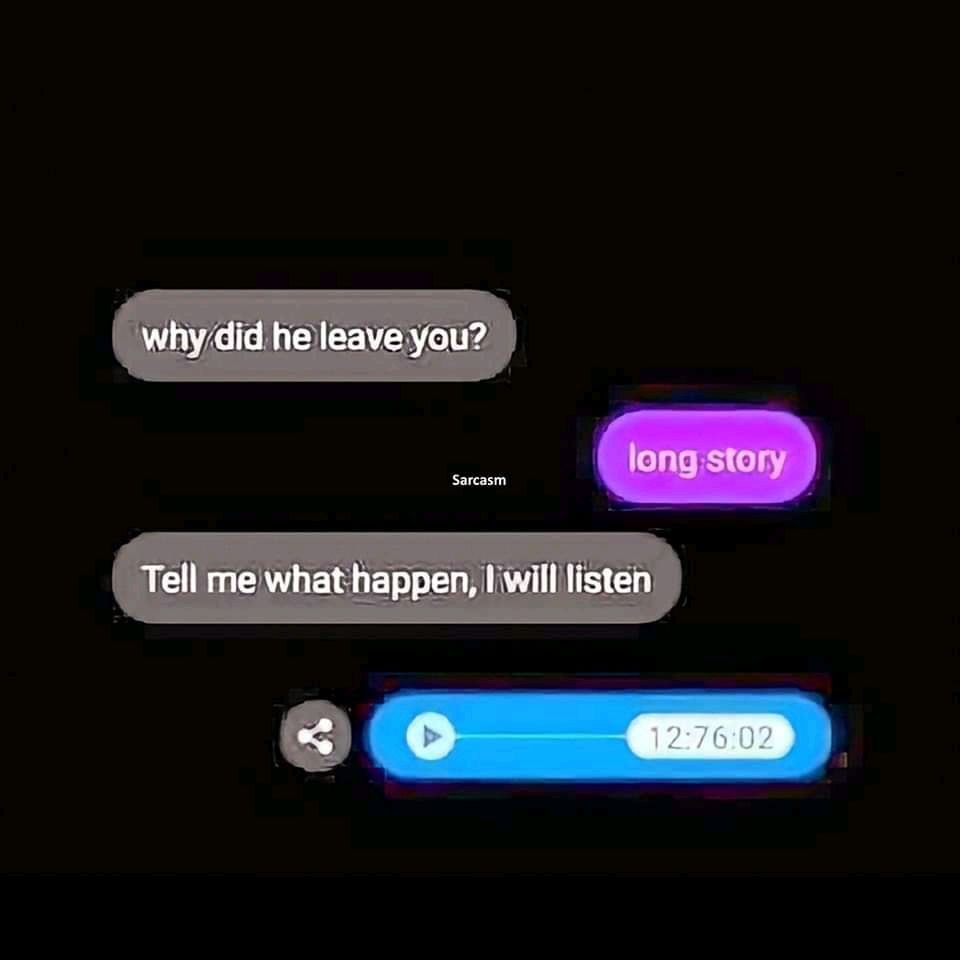 why did he leave you?
long story
Sarcasm
Tell me what happen, I will listen
12:76:02